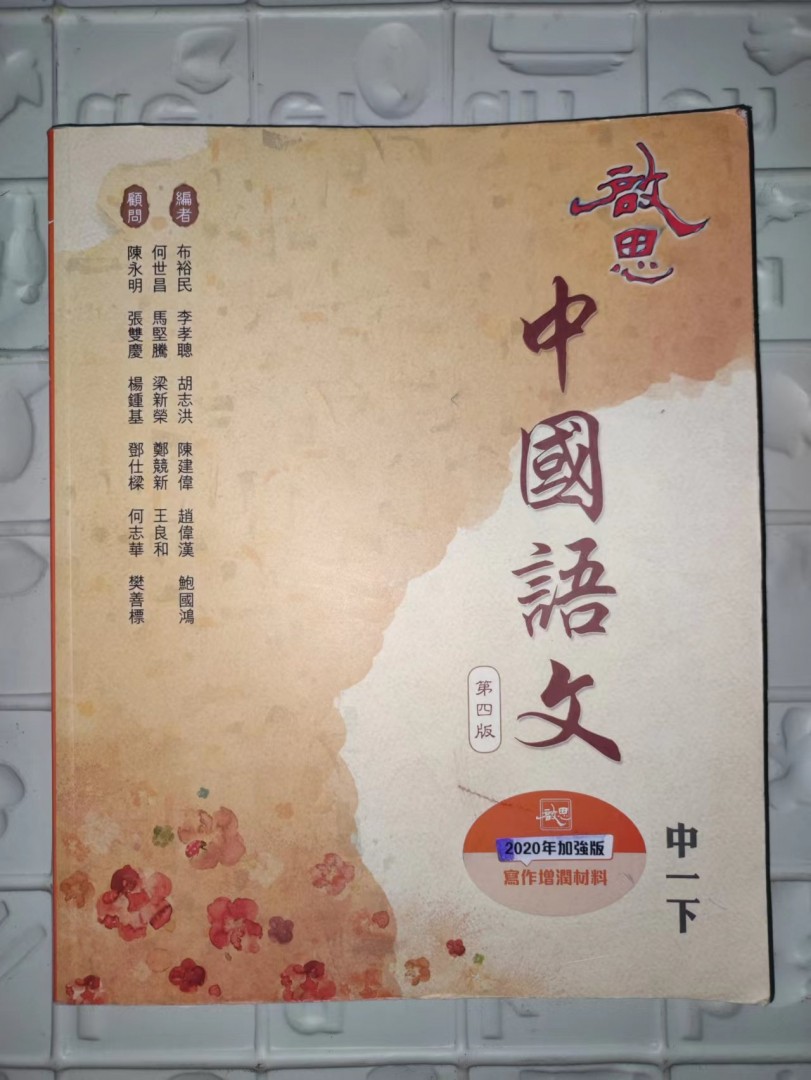 啟思
中國語文
第四版
編者
布裕民 李孝聰 胡志洪 陳建偉 趙偉漢 鮑國鴻
何世昌 馬堅騰 梁新榮 鄭競新 王良和
顧問
陳永明 張雙慶 楊鍾基 鄧仕樑 何志華 樊善標
啟思
2020年加強版
寫作增潤材料
中一下